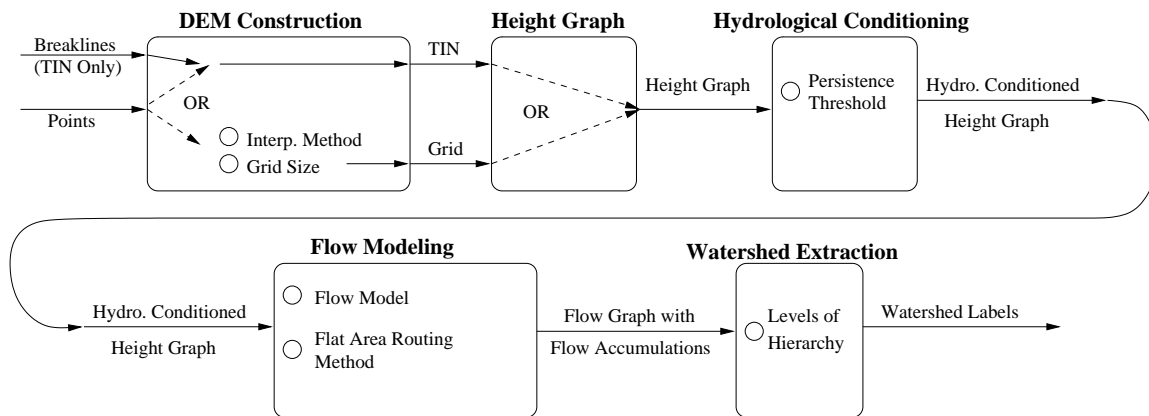 DEM Construction
Height Graph
Hydrological Conditioning
Breaklines
(TIN Only)
Points
OR
Interp. Method
Grid Size
TIN
Grid
OR
Height Graph
Persistence
Threshold
Hydro. Conditioned
Height Graph
Flow Modeling
Watershed Extraction
Hydro. Conditioned
Height Graph
Flow Model
Flat Area Routing
Method
Flow Graph with
Flow Accumulations
Levels of
Hierarchy
Watershed Labels